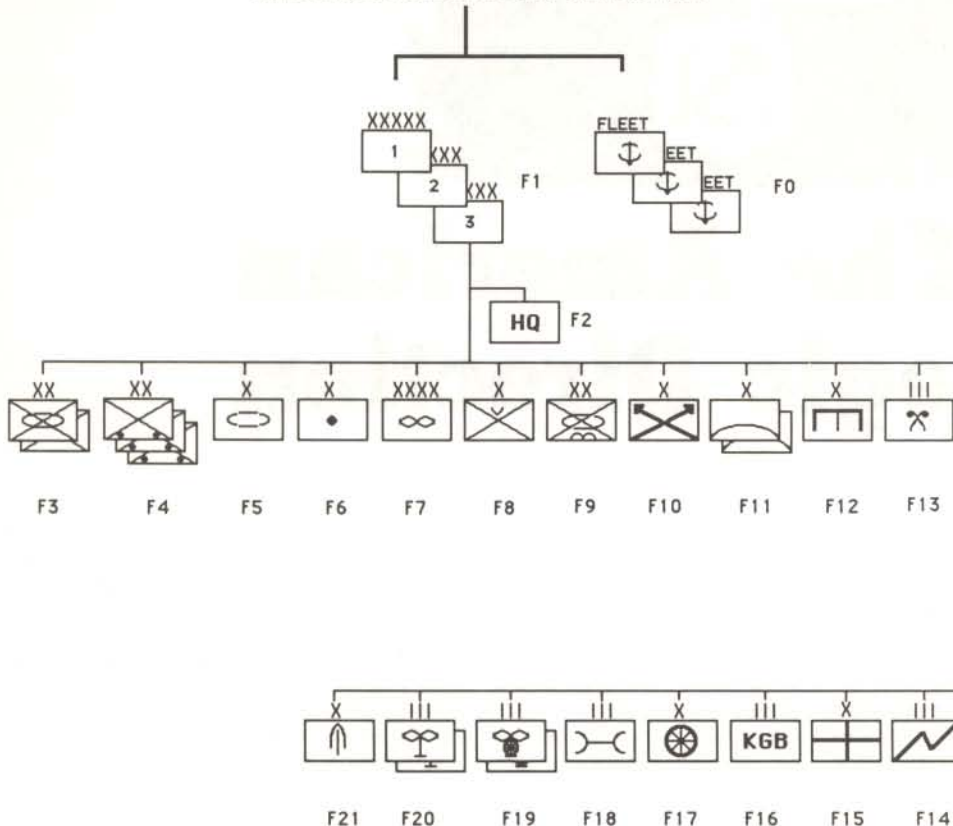 XXXXX
FLEET
1
XXX
EET
2
F1
XXX
EET
F0
3
HQ
F2
XX
XX
X
X
XXXX
X
XX
X
X
X
III
F3
F4
F5
F6
F7
F8
F9
F10
F11
F12
F13
X
III
III
III
X
III
X
III
KGB
F21
F20
F19
F18
F17
F16
F15
F14